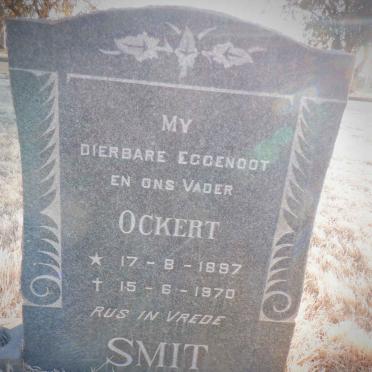 MY
DIERBARE EGGENOOT
EN ONS VADER
OCKERT
★ 17 - 8 - 1897
† 15 - 6 - 1970
RUS IN VREDE
SMIT